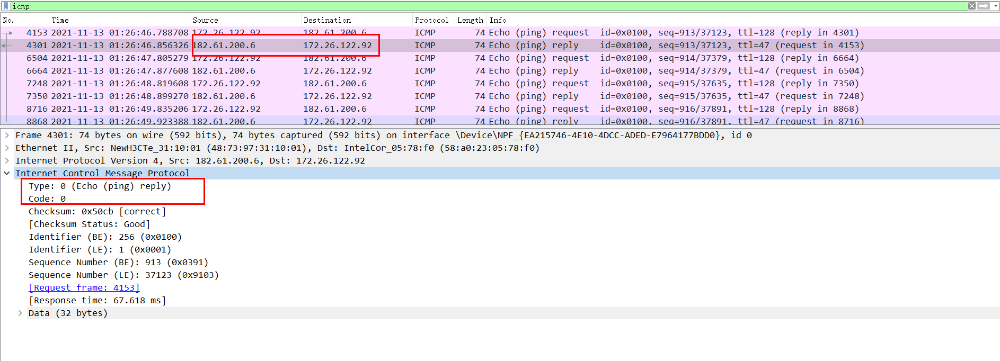 icmp
No. Time Source Destination Protocol Length Info
4153 2021-11-13 01:26:46.788708 172.26.122.92 182.61.200.6 ICMP 74 Echo (ping) request id=0x0100, seq=913/37123, ttl=128 (reply in 4301)
4301 2021-11-13 01:26:46.856326 182.61.200.6 172.26.122.92 ICMP 74 Echo (ping) reply id=0x0100, seq=913/37123, ttl=47 (request in 4153)
6504 2021-11-13 01:26:47.805279 172.26.122.92 182.61.200.6 ICMP 74 Echo (ping) request id=0x0100, seq=914/37379, ttl=128 (reply in 6664)
6664 2021-11-13 01:26:47.877608 182.61.200.6 172.26.122.92 ICMP 74 Echo (ping) reply id=0x0100, seq=914/37379, ttl=47 (request in 6504)
7248 2021-11-13 01:26:48.819608 172.26.122.92 182.61.200.6 ICMP 74 Echo (ping) request id=0x0100, seq=915/37635, ttl=128 (reply in 7350)
7350 2021-11-13 01:26:48.899270 182.61.200.6 172.26.122.92 ICMP 74 Echo (ping) reply id=0x0100, seq=915/37635, ttl=47 (request in 7248)
8716 2021-11-13 01:26:49.835206 172.26.122.92 182.61.200.6 ICMP 74 Echo (ping) request id=0x0100, seq=916/37891, ttl=128 (reply in 8868)
8868 2021-11-13 01:26:49.923388 182.61.200.6 172.26.122.92 ICMP 74 Echo (ping) reply id=0x0100, seq=916/37891, ttl=47 (request in 8716)
Frame 4301: 74 bytes on wire (592 bits), 74 bytes captured (592 bits) on interface \Device\NPF_{EA215746-4E10-4DCC-ADED-E7964177BDD0}, id 0
Ethernet II, Src: NewH3CTe_31:10:01 (48:73:97:31:10:01), Dst: IntelCor_05:78:f0 (58:a0:23:05:78:f0)
Internet Protocol Version 4, Src: 182.61.200.6, Dst: 172.26.122.92
Internet Control Message Protocol
Type: 0 (Echo (ping) reply)
Code: 0
Checksum: 0x50cb [correct]
[Checksum Status: Good]
Identifier (BE): 256 (0x0100)
Identifier (LE): 1 (0x0001)
Sequence Number (BE): 913 (0x0391)
Sequence Number (LE): 37123 (0x9103)
[Request frame: 4153]
[Response time: 67.618 ms]
Data (32 bytes)